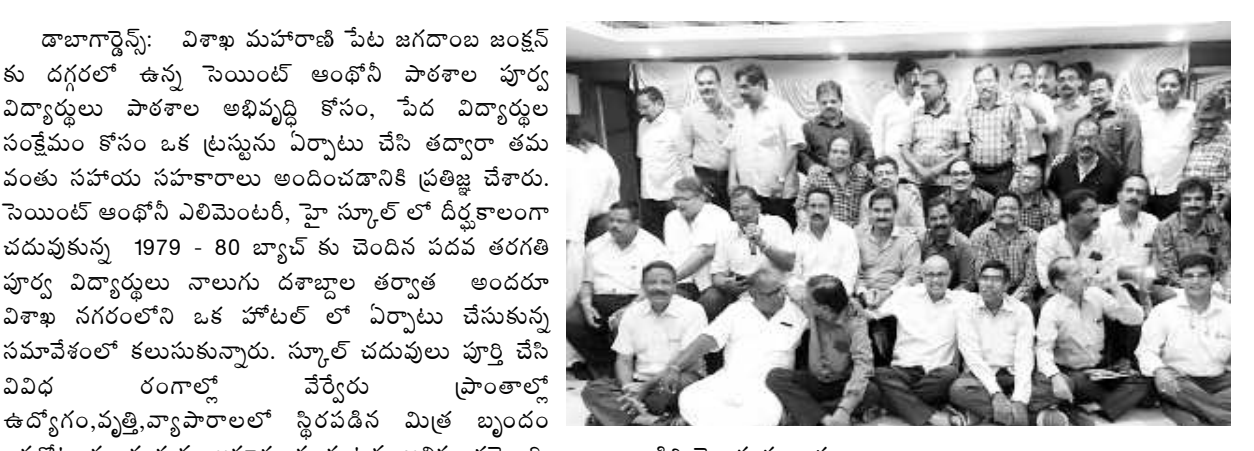 డాబాగార్డెన్స్: విశాఖ మహారాణి పేట జగదాంబ జంక్షన్
కు దగ్గరలో ఉన్న సెయింట్ ఆంథోనీ పాఠశాల పూర్వ
విద్యార్థులు పాఠశాల అభివృద్ధి కోసం, పేద విద్యార్థుల
సంక్షేమం కోసం ఒక ట్రస్టును ఏర్పాటు చేసి తద్వారా తమ
వంతు సహాయ సహకారాలు అందించడానికి ప్రతిజ్ఞ చేశారు.
సెయింట్ ఆంథోనీ ఎలిమెంటరీ, హై స్కూల్ లో దీర్ఘకాలంగా
చదువుకున్న 1979 - 80 బ్యాచ్ కు చెందిన పదవ తరగతి
పూర్వ విద్యార్థులు నాలుగు దశాబ్దాల తర్వాత అందరూ
విశాఖ నగరంలోని ఒక హోటల్ లో ఏర్పాటు చేసుకున్న
సమావేశంలో కలుసుకున్నారు. స్కూల్ చదువులు పూర్తి చేసి
వివిధ రంగాల్లో వేర్వేరు ప్రాంతాల్లో
ఉద్యోగం,వృత్తి,వ్యాపారాలలో స్థిరపడిన మిత్ర బృందం